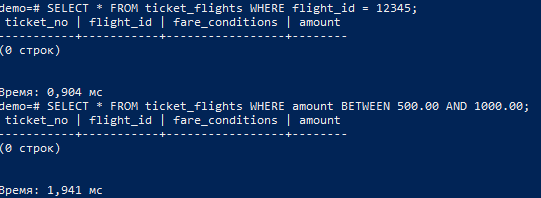 demo=# SELECT * FROM ticket_flights WHERE flight_id = 12345;
 ticket_no | flight_id | fare_conditions | amount
-----------+-----------+-----------------+--------
(0 строк)
Время: 0,904 мс
demo=# SELECT * FROM ticket_flights WHERE amount BETWEEN 500.00 AND 1000.00;
 ticket_no | flight_id | fare_conditions | amount
-----------+-----------+-----------------+--------
(0 строк)
Время: 1,941 мс